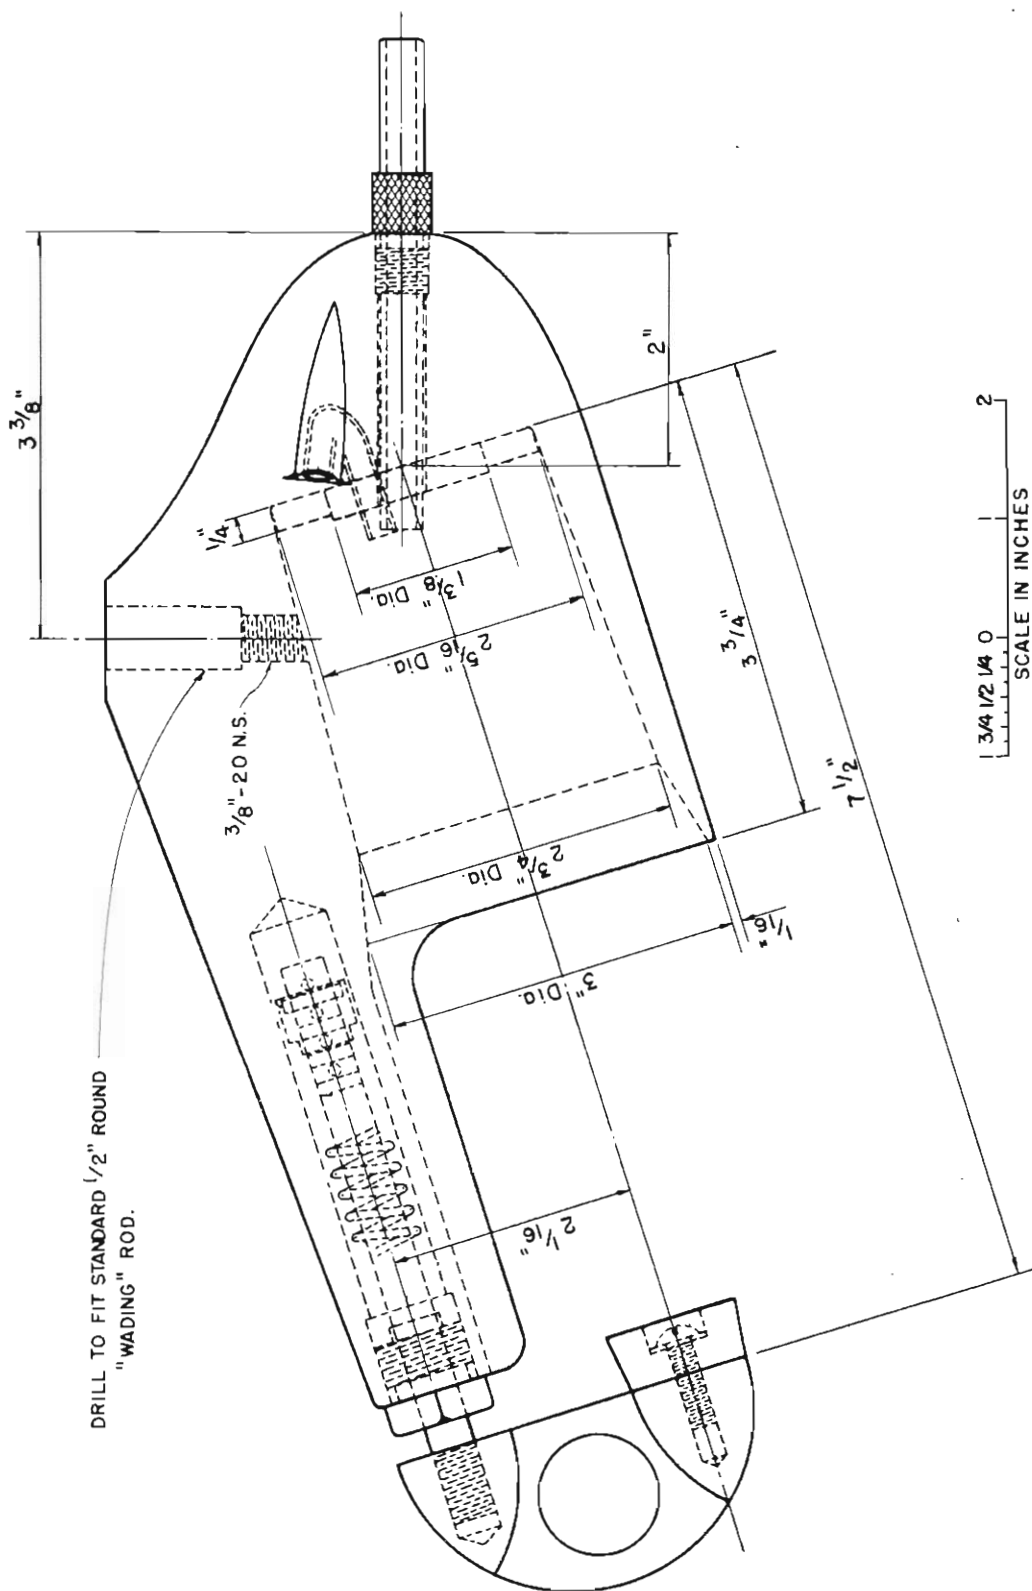 3 3/8"
DRILL TO FIT STANDARD 1/2" ROUND
"WADING" ROD.
3/8"-20 N.S.
1/4"
1 3/8" Dia.
2 5/16" Dia.
2"
2 3/4" Dia.
3" Dia.
1/16"
2 1/16"
3 3/4"
7 1/2"
1 3/4 1/2 1/4 0 1 2
SCALE IN INCHES